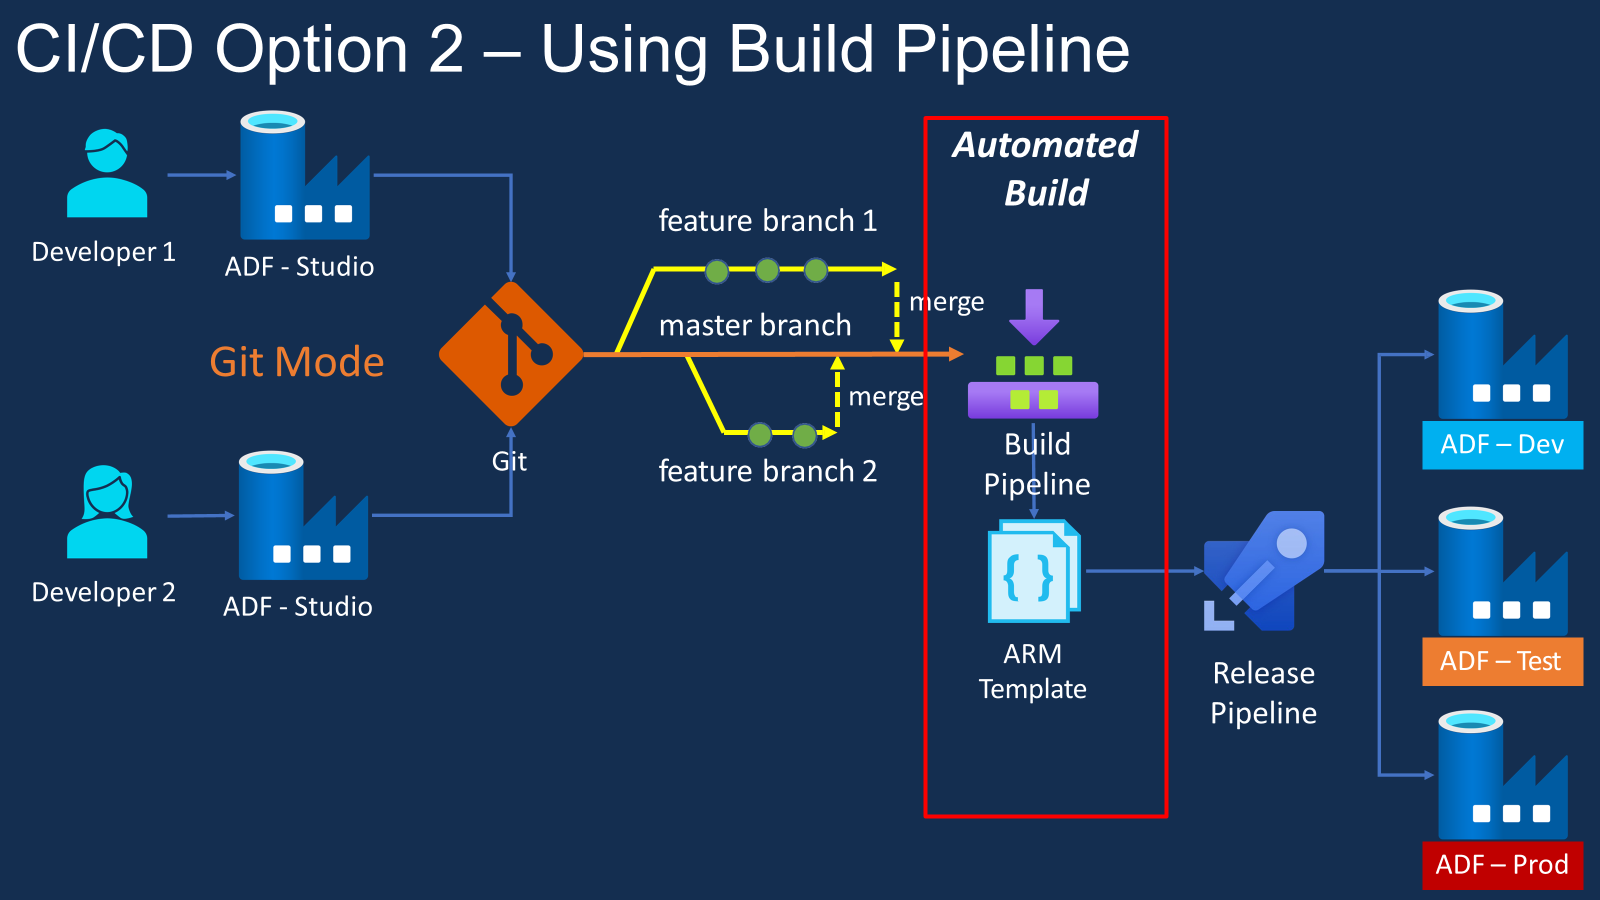 CI/CD Option 2 – Using Build Pipeline
Developer 1
ADF - Studio
Git Mode
Git
Developer 2
ADF - Studio
feature branch 1
merge
master branch
merge
feature branch 2
Automated
Build
Build
Pipeline
{ }
ARM
Template
Release
Pipeline
ADF – Dev
ADF – Test
ADF – Prod